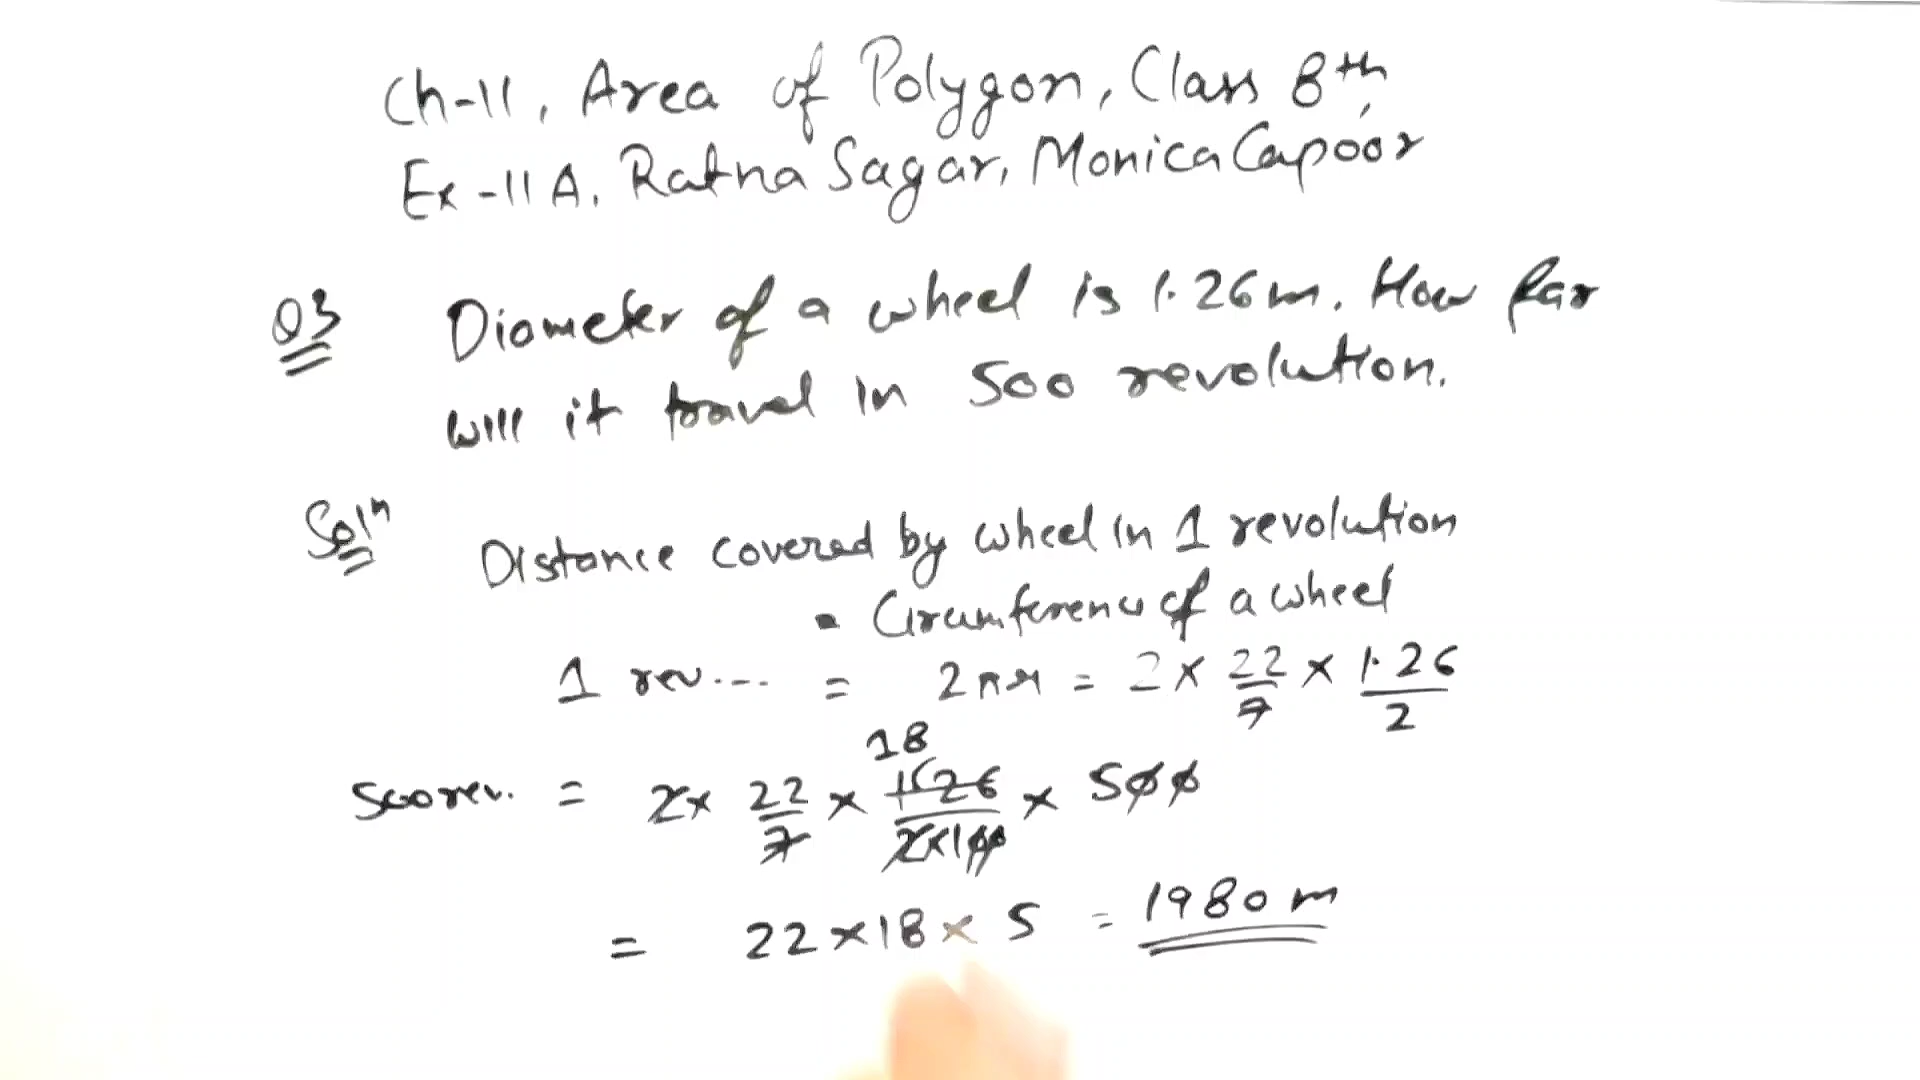 Ch-11, Area of Polygon, Class 8th,
Ex-11A, Ratna Sagar, Monica Capoor
Q3 Diameter of a wheel is 1.26m. How far
will it travel in 500 revolution.
Soln Distance covered by wheel in 1 revolution
= Circumference of a wheel
1 rev... = 2πr = 2 × 22/7 × 1.26/2
500 rev. = 2 × 22/7 × 126/2×100 × 500
18
= 22 × 18 × 5 = 1980 m